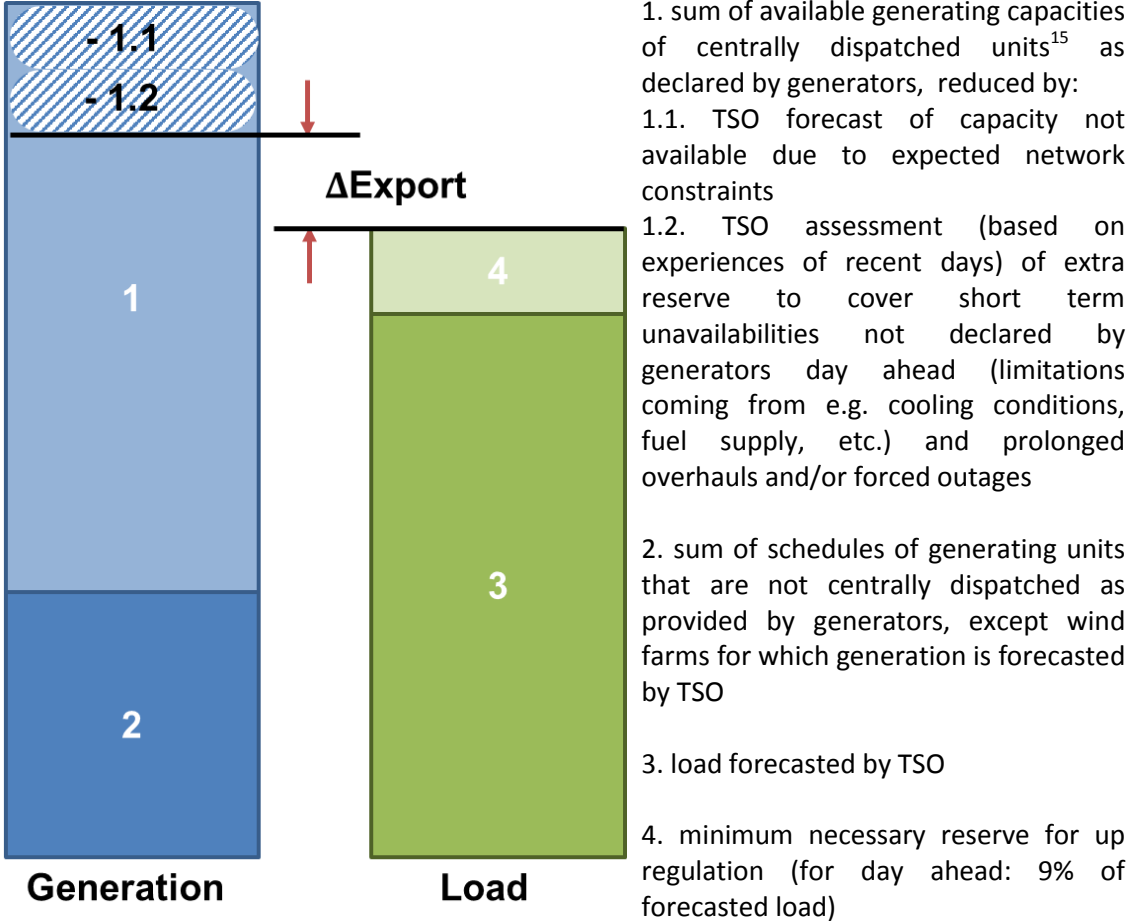 - 1.1
- 1.2
ΔExport
1
4
3
2
Generation
Load
1. sum of available generating capacities
of centrally dispatched units15 as
declared by generators, reduced by:
1.1. TSO forecast of capacity not
available due to expected network
constraints
1.2. TSO assessment (based on
experiences of recent days) of extra
reserve to cover short term
unavailabilities not declared by
generators day ahead (limitations
coming from e.g. cooling conditions,
fuel supply, etc.) and prolonged
overhauls and/or forced outages
2. sum of schedules of generating units
that are not centrally dispatched as
provided by generators, except wind
farms for which generation is forecasted
by TSO
3. load forecasted by TSO
4. minimum necessary reserve for up
regulation (for day ahead: 9% of
forecasted load)